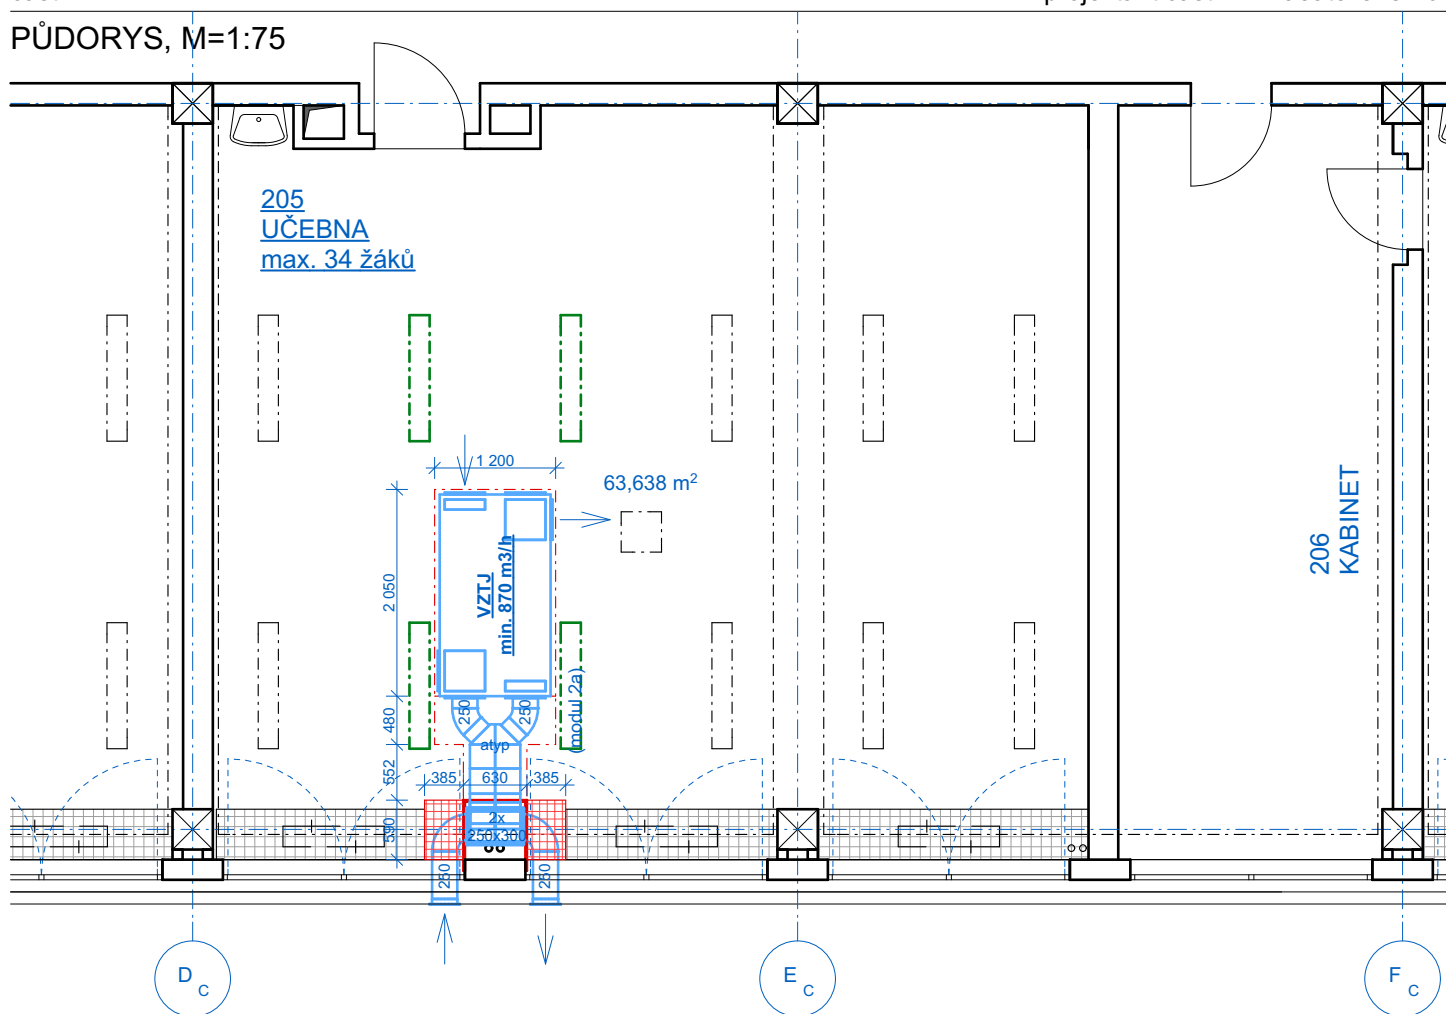 PŮDORYS, M=1:75
205
UČEBNA
max. 34 žáků
1 200
63,638 m²
2 050
VZTJ
min. 870 m3/h
206
KABINET
(modul 2a)
480
250
250
atyp
552
385
630
385
590
2x
250x300
250
250
D C
E C
F C